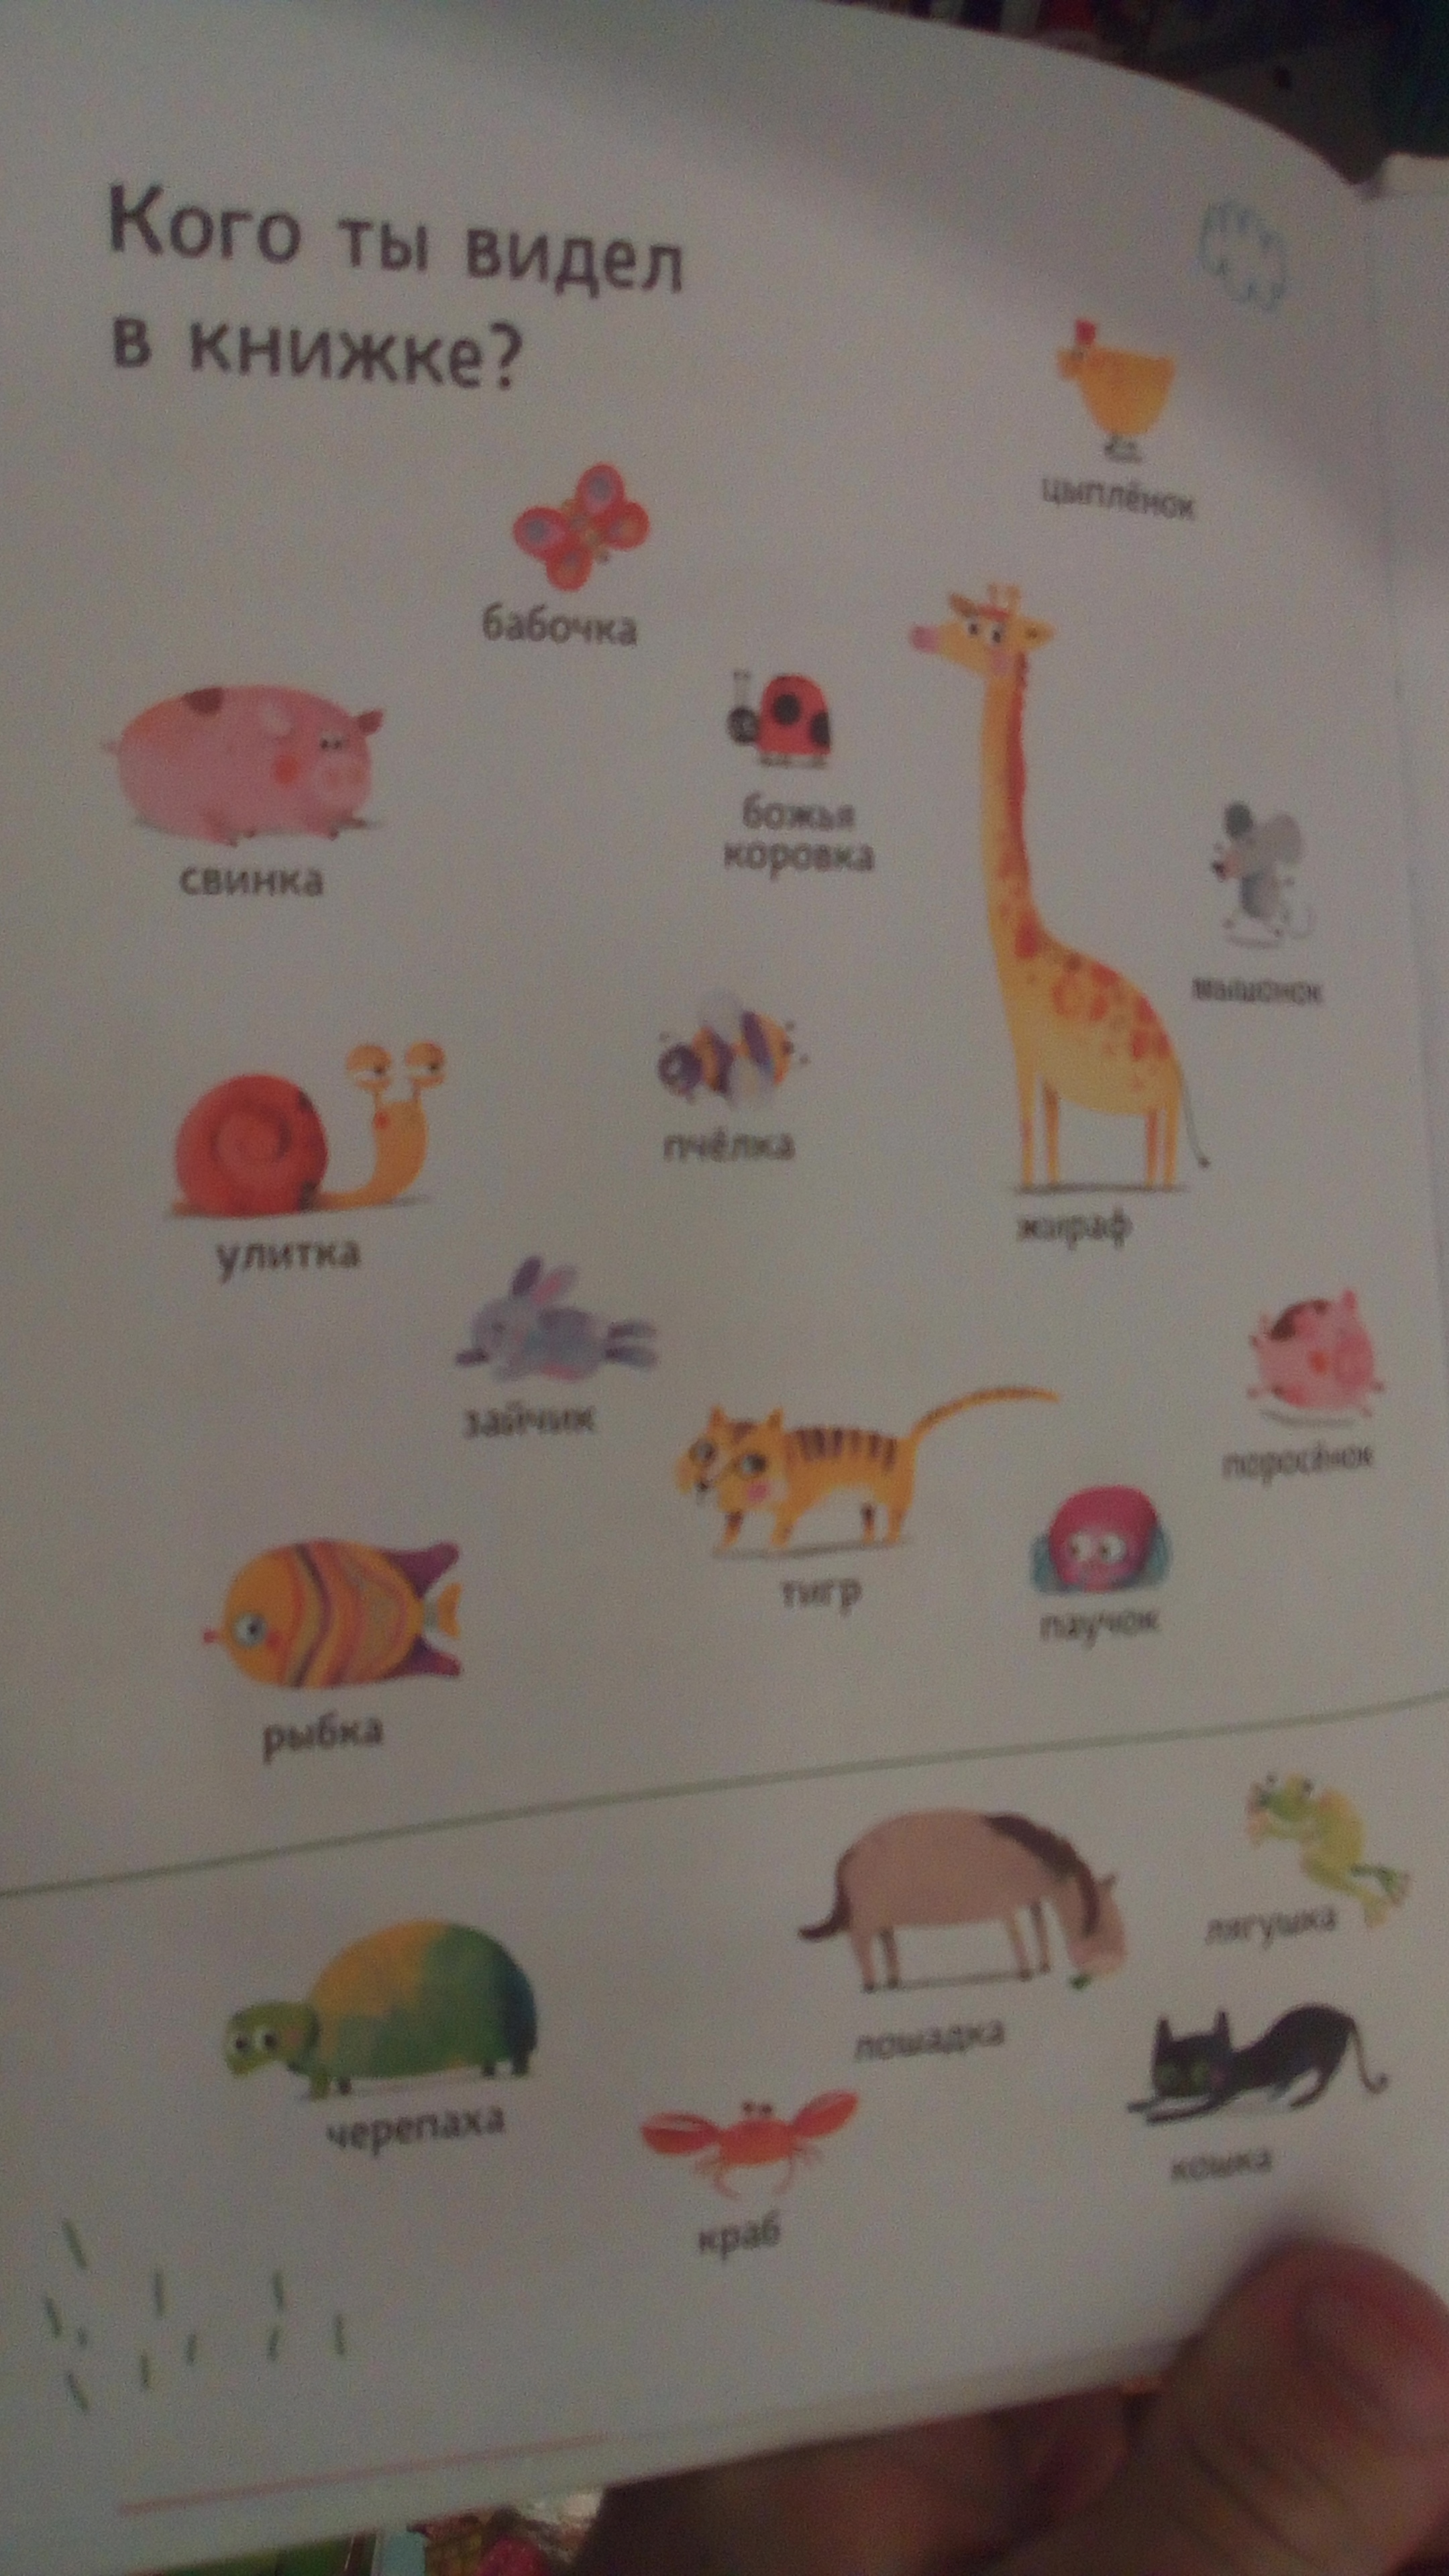 Кого ты видел
в книжке?
цыплёнок
бабочка
божья
коровка
свинка
мышонок
пчёлка
жираф
улитка
зайчик
поросёнок
тигр
паучок
рыбка
лягушка
лошадка
черепаха
кошка
краб